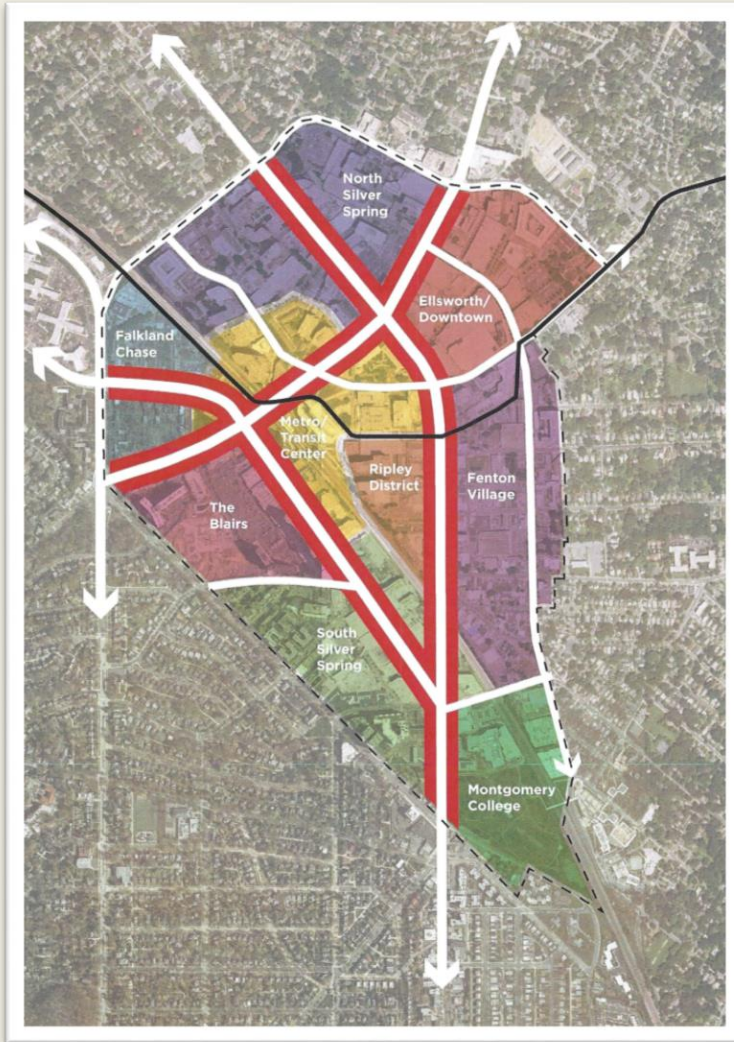 North
Silver
Spring
Ellsworth/
Downtown
Falkland
Chase
Metro/
Transit
Center
Ripley
District
Fenton
Village
The
Blairs
South
Silver
Spring
Montgomery
College